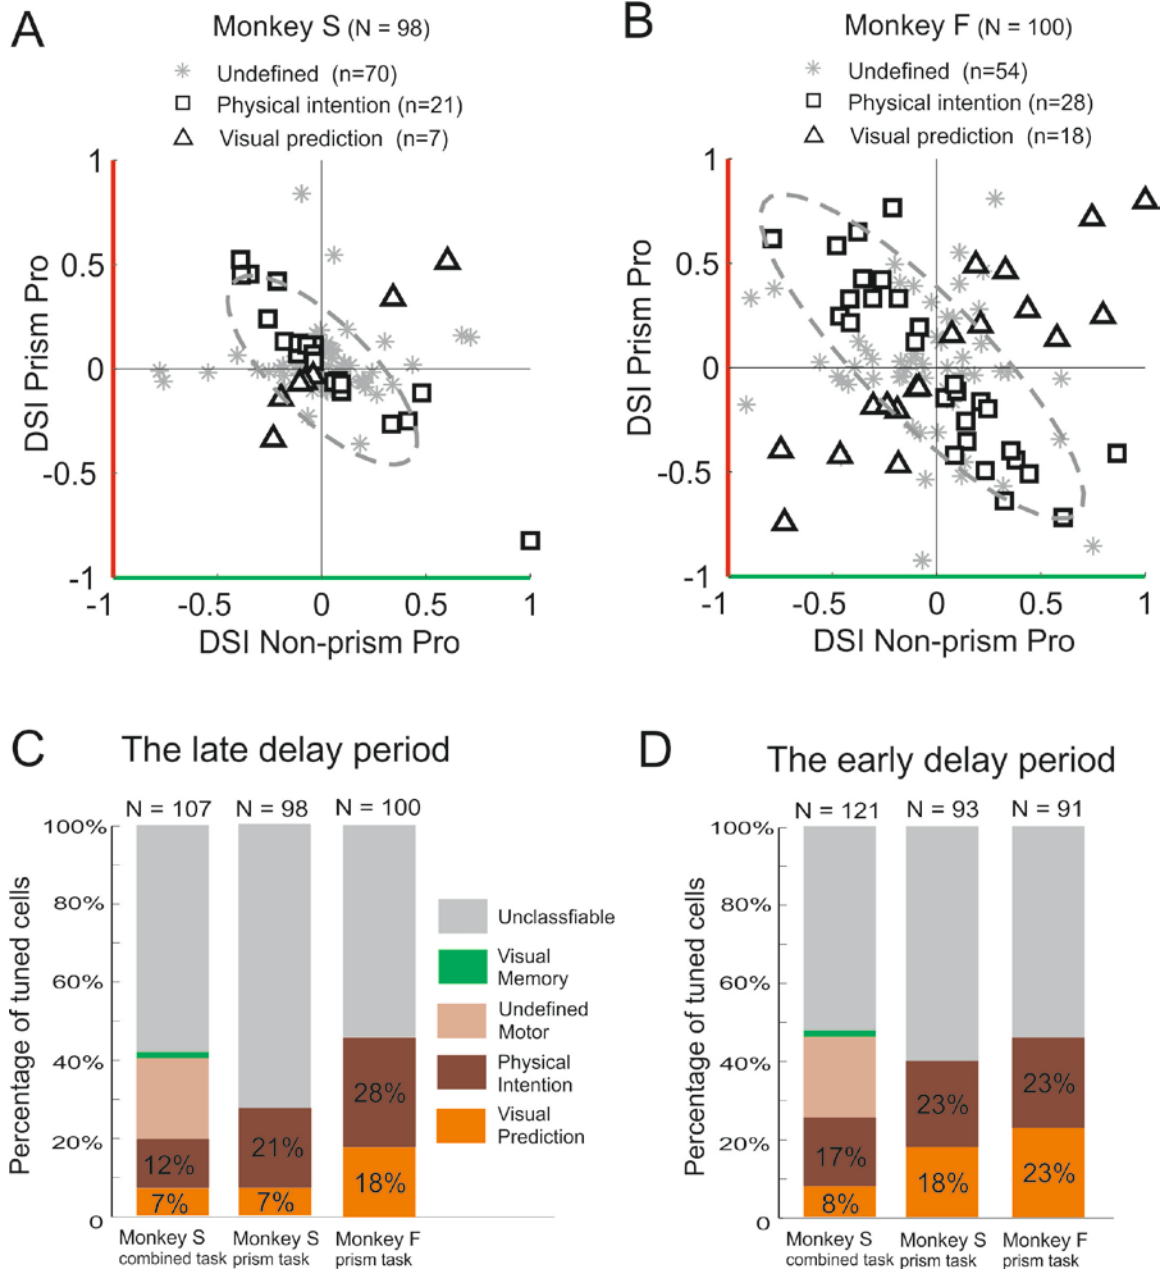 A
Monkey S (N = 98)
Undefined (n=70)
Physical intention (n=21)
Visual prediction (n=7)
DSI Prism Pro
1
0.5
0
-0.5
-1
-1 -0.5 0 0.5 1
DSI Non-prism Pro
B
Monkey F (N = 100)
Undefined (n=54)
Physical intention (n=28)
Visual prediction (n=18)
DSI Prism Pro
1
0.5
0
-0.5
-1
-1 -0.5 0 0.5 1
DSI Non-prism Pro
C
The late delay period
N = 107 N = 98 N = 100
Percentage of tuned cells
100%
80%
60%
40%
20%
0
12%
7%
21%
7%
28%
18%
Monkey S Monkey S Monkey F
combined task prism task prism task
Unclassfiable
Visual
Memory
Undefined
Motor
Physical
Intention
Visual
Prediction
D
The early delay period
N = 121 N = 93 N = 91
Percentage of tuned cells
100%
80%
60%
40%
20%
0
17%
8%
23%
18%
23%
23%
Monkey S Monkey S Monkey F
combined task prism task prism task